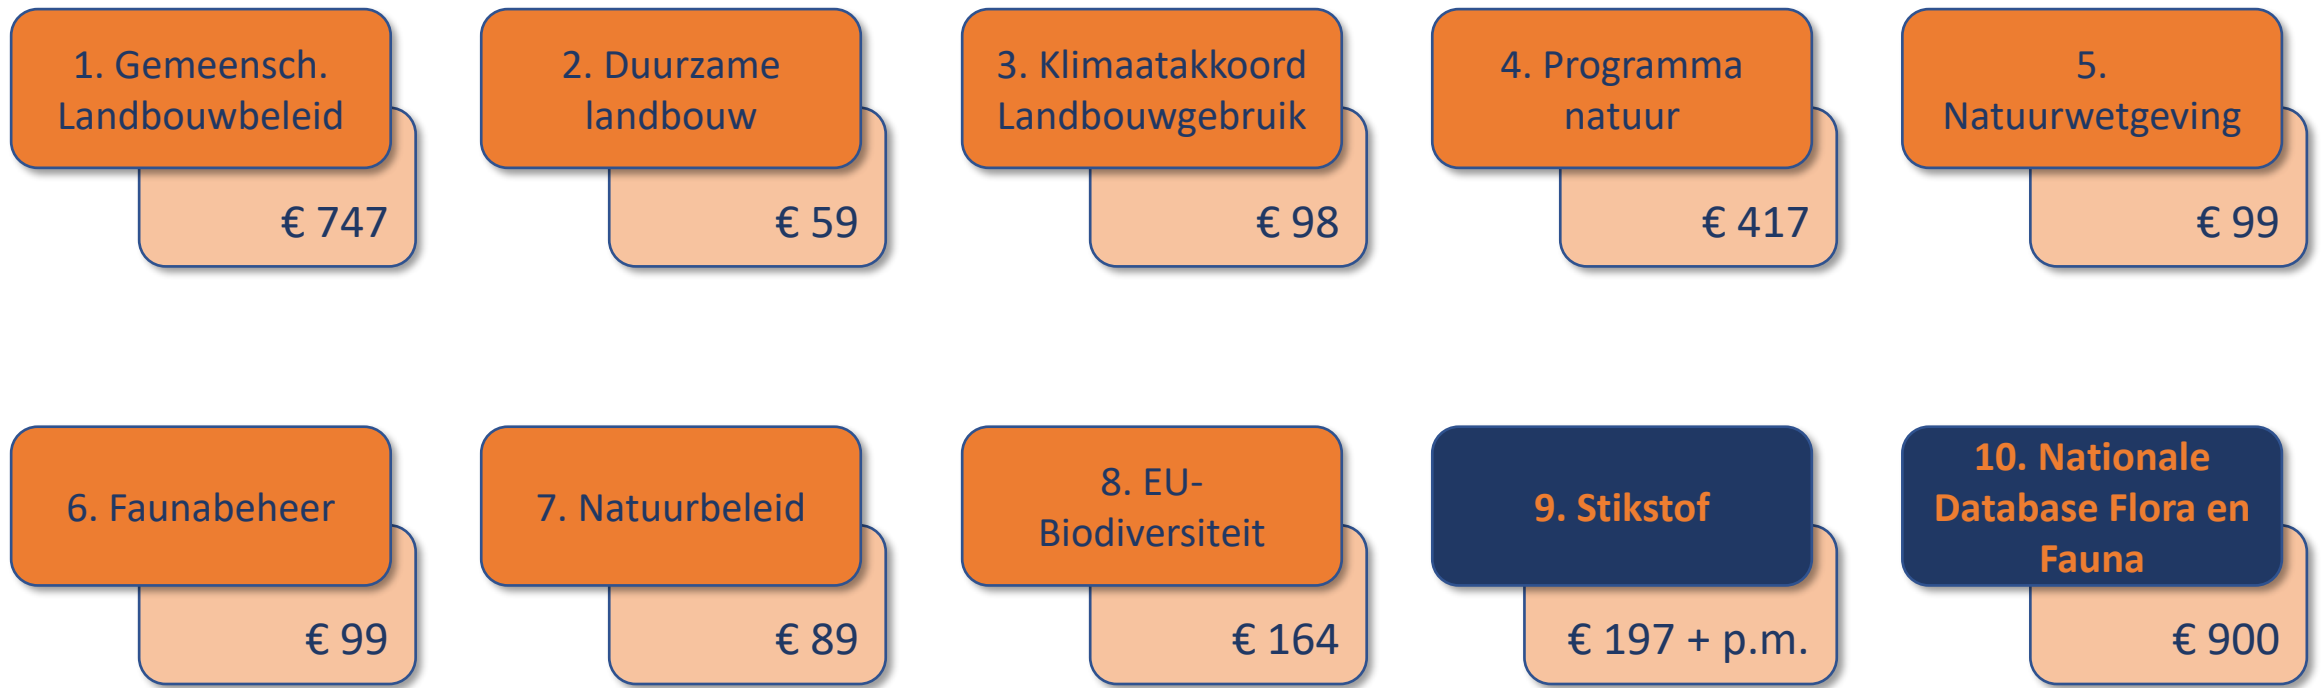 1. Gemeensch.
Landbouwbeleid
€ 747
2. Duurzame
landbouw
€ 59
3. Klimaatakkoord
Landbouwgebruik
€ 98
4. Programma
natuur
€ 417
5.
Natuurwetgeving
€ 99
6. Faunabeheer
€ 99
7. Natuurbeleid
€ 89
8. EU-
Biodiversiteit
€ 164
9. Stikstof
€ 197 + p.m.
10. Nationale
Database Flora en
Fauna
€ 900